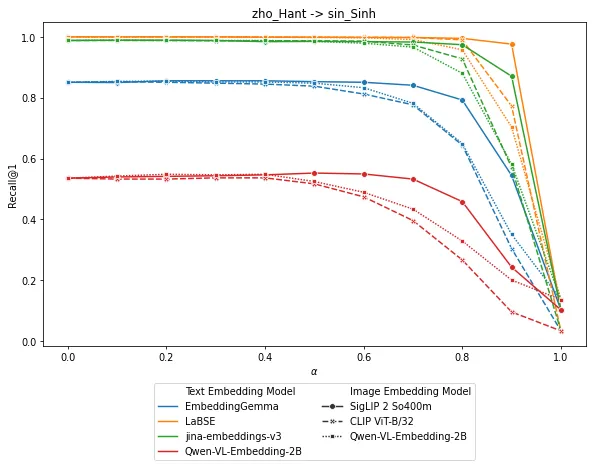 zho_Hant -> sin_Sinh
Recall@1
1.0
0.8
0.6
0.4
0.2
0.0
0.0 0.2 0.4 0.6 0.8 1.0
α
Text Embedding Model
EmbeddingGemma
LaBSE
jina-embeddings-v3
Qwen-VL-Embedding-2B
Image Embedding Model
SigLIP 2 So400m
CLIP ViT-B/32
Qwen-VL-Embedding-2B